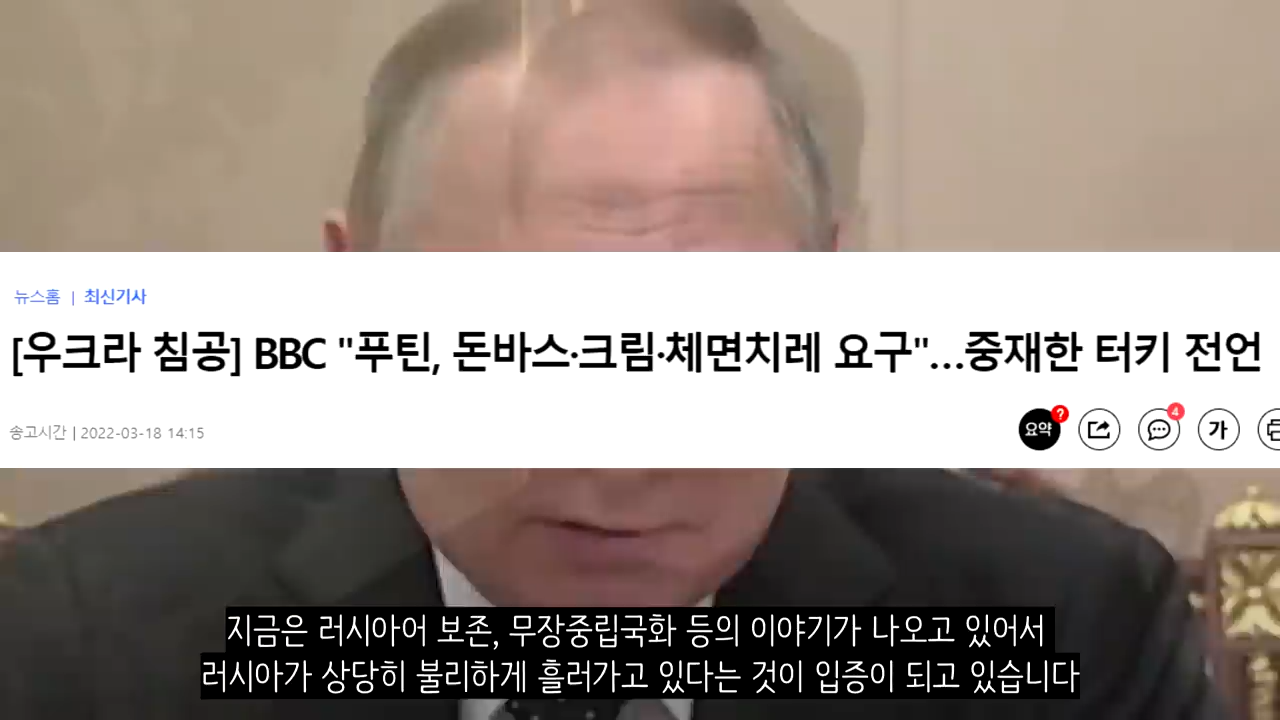 뉴스홈 | 최신기사
[우크라 침공] BBC "푸틴, 돈바스·크림·체면치레 요구"…중재한 터키 전언
송고시간 | 2022-03-18 14:15
요약 ? 4 가
지금은 러시아어 보존, 무장중립국화 등의 이야기가 나오고 있어서
러시아가 상당히 불리하게 흘러가고 있다는 것이 입증이 되고 있습니다